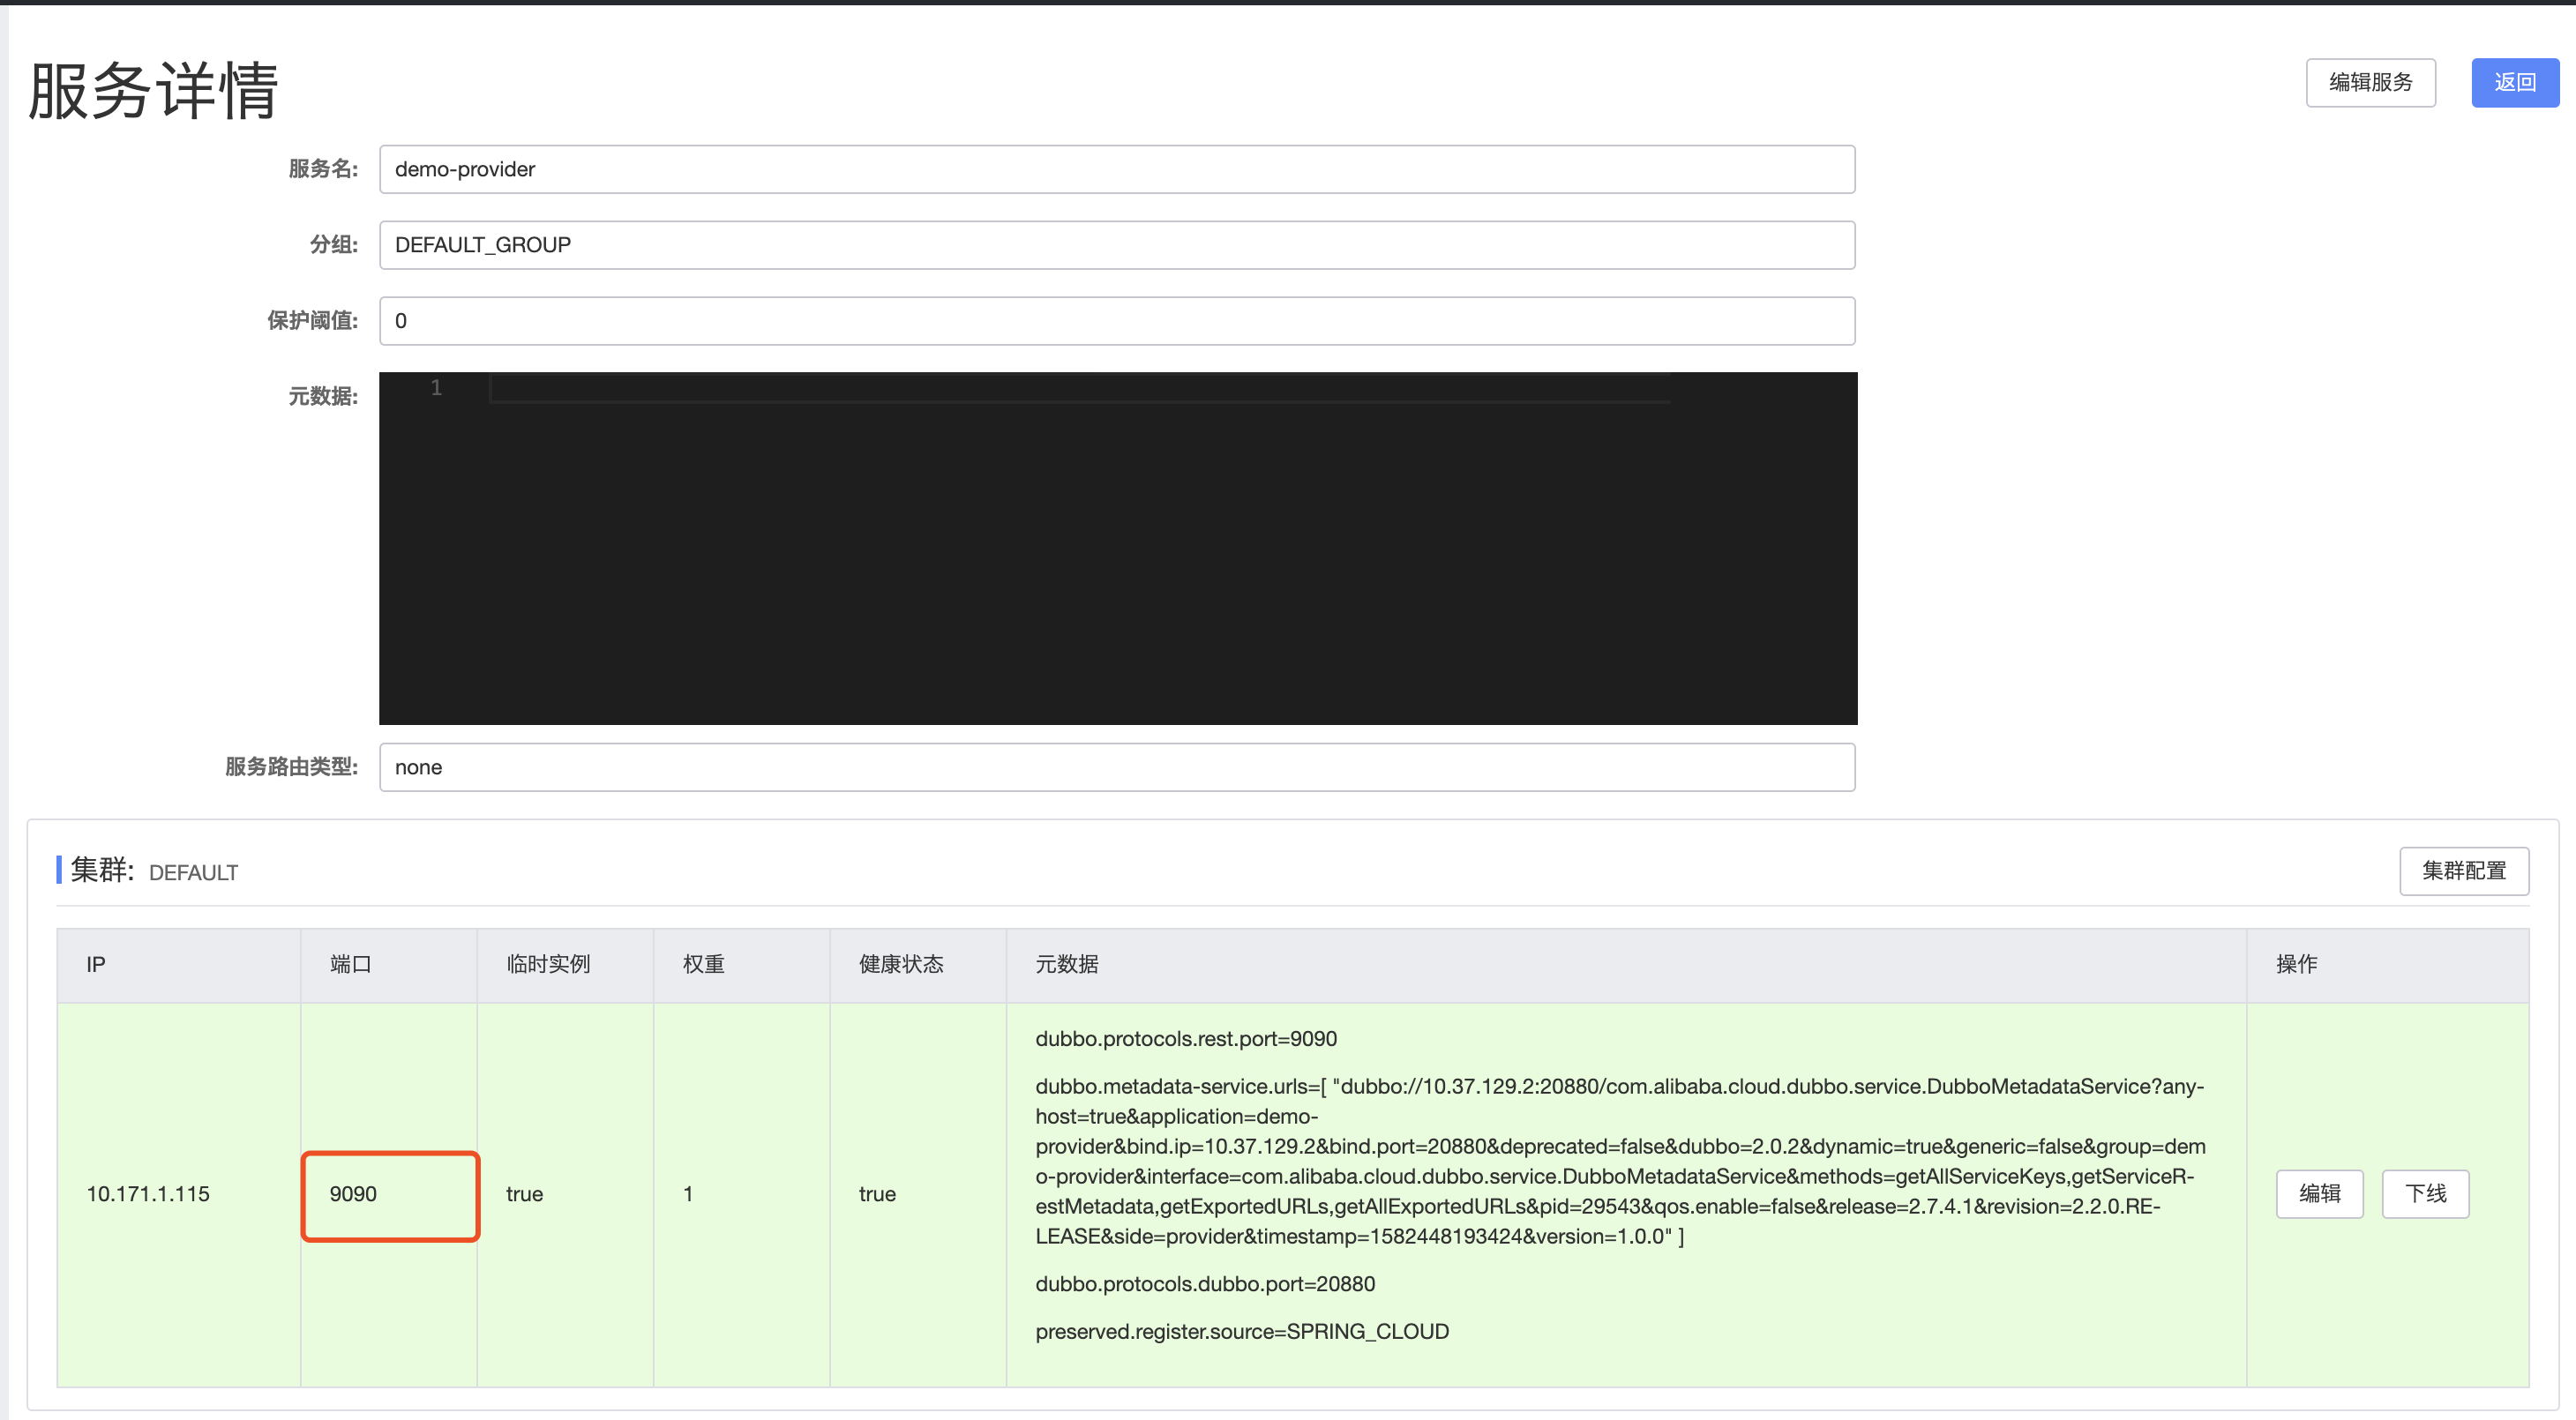 服务详情
编辑服务
返回
服务名:
demo-provider
分组:
DEFAULT_GROUP
保护阈值:
0
元数据:
1
服务路由类型:
none
集群: DEFAULT
集群配置
IP 端口 临时实例 权重 健康状态 元数据 操作
10.171.1.115 9090 true 1 true
dubbo.protocols.rest.port=9090
dubbo.metadata-service.urls=[ "dubbo://10.37.129.2:20880/com.alibaba.cloud.dubbo.service.DubboMetadataService?any-
host=true&application=demo-
provider&bind.ip=10.37.129.2&bind.port=20880&deprecated=false&dubbo=2.0.2&dynamic=true&generic=false&group=dem
o-provider&interface=com.alibaba.cloud.dubbo.service.DubboMetadataService&methods=getAllServiceKeys,getServiceR-
estMetadata,getExportedURLs,getAllExportedURLs&pid=29543&qos.enable=false&release=2.7.4.1&revision=2.2.0.RE-
LEASE&side=provider&timestamp=1582448193424&version=1.0.0" ]
dubbo.protocols.dubbo.port=20880
preserved.register.source=SPRING_CLOUD
编辑 下线